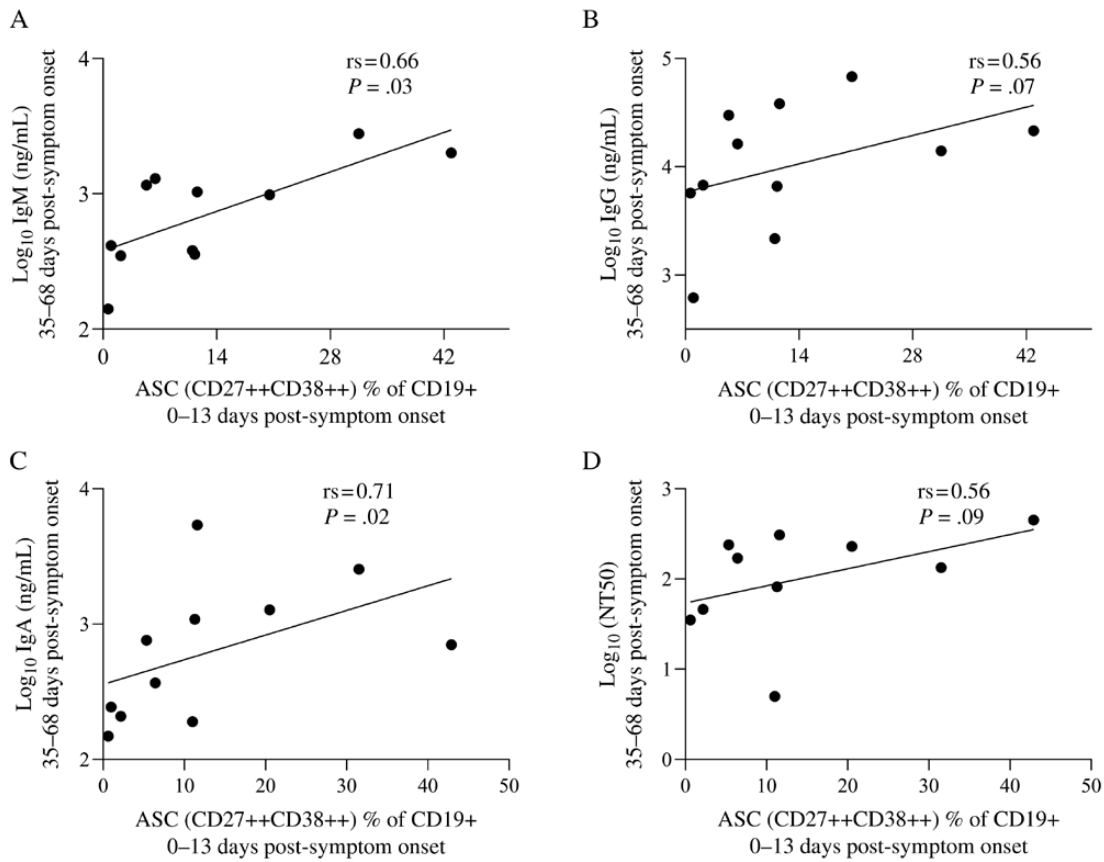 A
Log₁₀ IgM (ng/mL)
35–68 days post-symptom onset
4
3
2
rs=0.66
P = .03
0 14 28 42
ASC (CD27++CD38++) % of CD19+
0–13 days post-symptom onset
B
Log₁₀ IgG (ng/mL)
35–68 days post-symptom onset
5
4
3
rs=0.56
P = .07
0 14 28 42
ASC (CD27++CD38++) % of CD19+
0–13 days post-symptom onset
C
Log₁₀ IgA (ng/mL)
35–68 days post-symptom onset
4
3
2
rs=0.71
P = .02
0 10 20 30 40 50
ASC (CD27++CD38++) % of CD19+
0–13 days post-symptom onset
D
Log₁₀ (NT50)
35–68 days post-symptom onset
3
2
1
0
rs=0.56
P = .09
0 10 20 30 40 50
ASC (CD27++CD38++) % of CD19+
0–13 days post-symptom onset